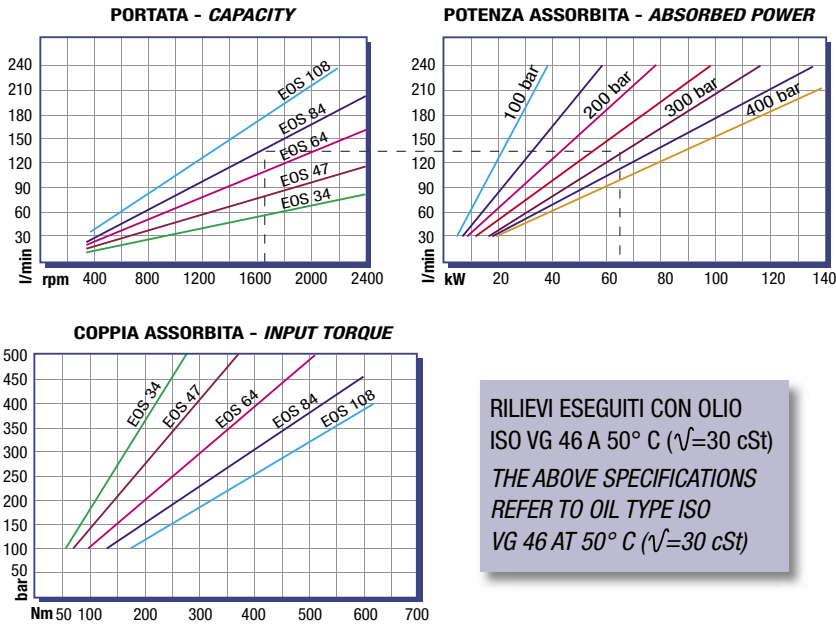 PORTATA - CAPACITY
240
210
180
150
120
90
60
30
l/min
rpm 400 800 1200 1600 2000 2400
EOS 108
EOS 84
EOS 64
EOS 47
EOS 34
POTENZA ASSORBITA - ABSORBED POWER
240
210
180
150
120
90
60
30
l/min
kW 20 40 60 80 100 120 140
100 bar
200 bar
300 bar
400 bar
COPPIA ASSORBITA - INPUT TORQUE
500
450
400
350
300
250
200
150
100
50
bar
Nm 50 100 200 300 400 500 600 700
EOS 34
EOS 47
EOS 64
EOS 84
EOS 108
RILIEVI ESEGUITI CON OLIO
ISO VG 46 A 50° C (√=30 cSt)
THE ABOVE SPECIFICATIONS
REFER TO OIL TYPE ISO
VG 46 AT 50° C (√=30 cSt)